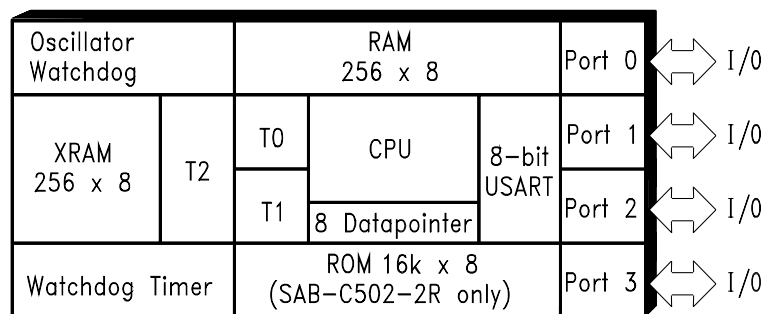 Oscillator
Watchdog
RAM
256 x 8
Port 0
I/0
XRAM
256 x 8
T2
T0
T1
CPU
8 Datapointer
8-bit
USART
Port 1
I/0
Port 2
I/0
Watchdog Timer
ROM 16k x 8
(SAB-C502-2R only)
Port 3
I/0